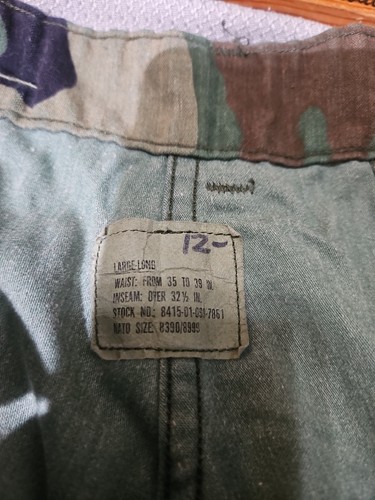 12-
LARGE-LONG
WAIST: FROM 35 TO 39 IN.
INSEAM: OVER 32½ IN.
STOCK NO.: 8415-01-091-7861
NATO SIZE: 8390/8999